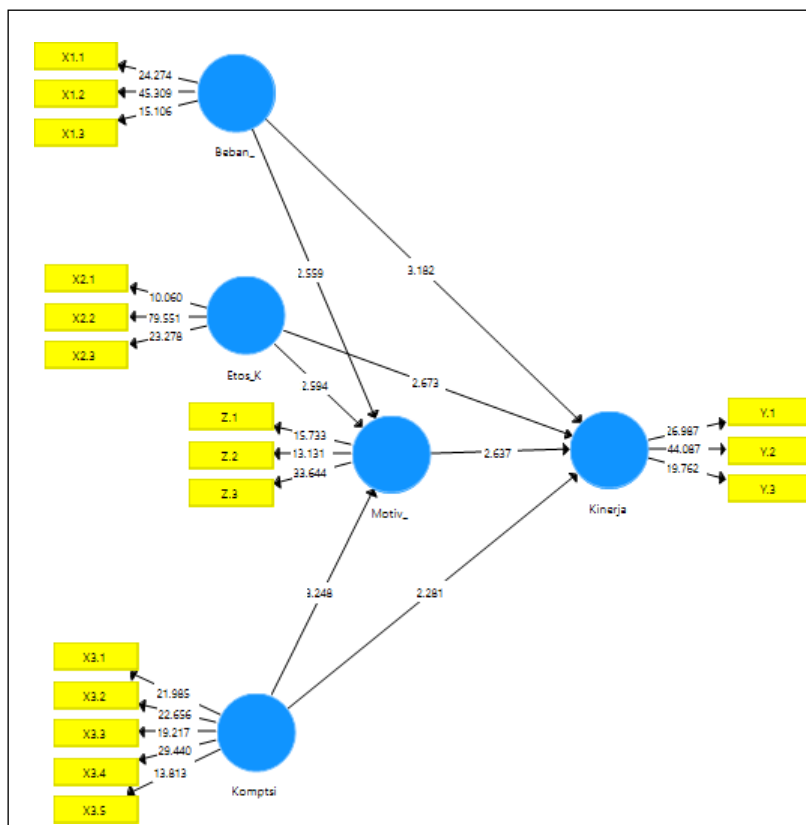 X1.1
24.274
X1.2
45.309
X1.3
15.106
Beban_
2.559
3.182
X2.1
10.060
X2.2
79.551
X2.3
23.278
Etos_K
2.594
2.673
Z.1
15.733
Z.2
13.131
Z.3
33.644
Motiv_
2.637
Y.1
26.987
Y.2
44.087
Y.3
19.762
Kinerja
3.248
2.281
X3.1
21.985
X3.2
22.656
X3.3
19.217
X3.4
29.440
X3.5
13.813
Komptsi